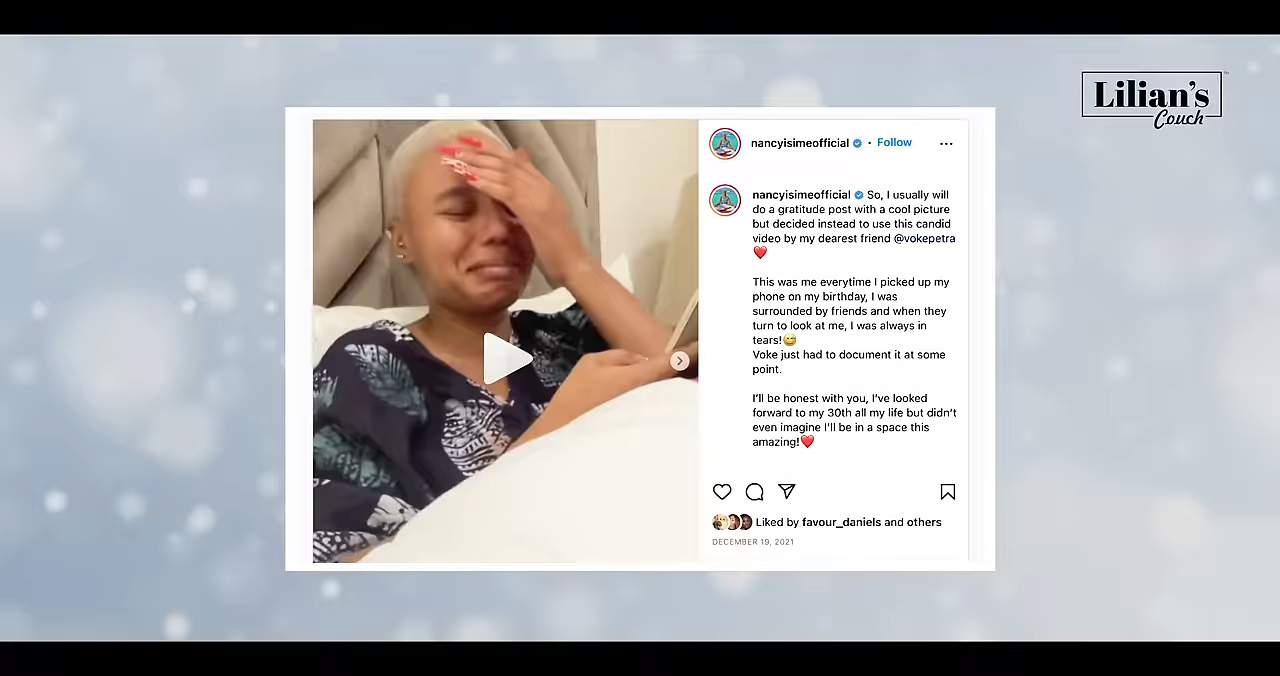 Lilian's
Couch
nancyisimeofficial • Follow
nancyisimeofficial So, I usually will
do a gratitude post with a cool picture
but decided instead to use this candid
video by my dearest friend @vokepetra
❤️
This was me everytime I picked up my
phone on my birthday, I was
surrounded by friends and when they
turn to look at me, I was always in
tears!😅
Voke just had to document it at some
point.
I'll be honest with you, I've looked
forward to my 30th all my life but didn't
even imagine I'll be in a space this
amazing!❤️
Liked by favour_daniels and others
DECEMBER 19, 2021